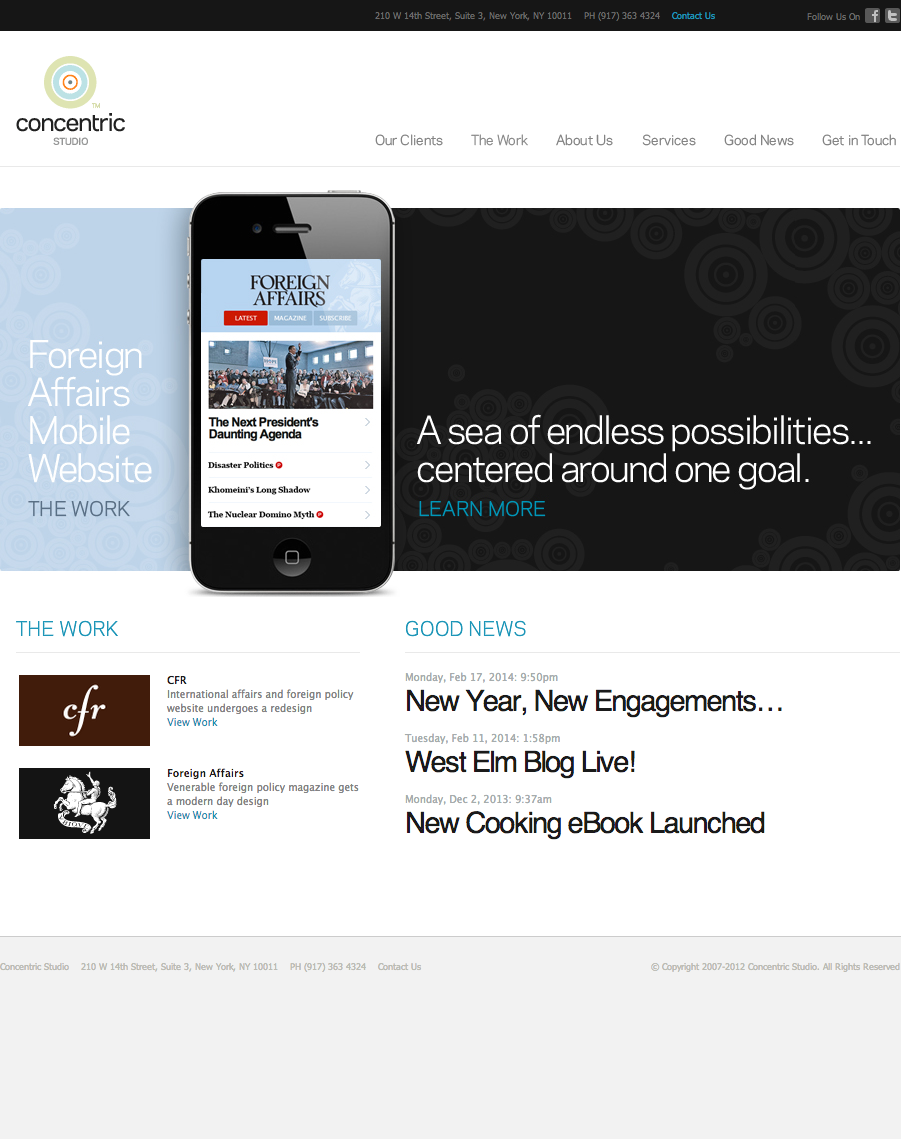 210 W 14th Street, Suite 3, New York, NY 10011 PH (917) 363 4324 Contact Us Follow Us On
TM
concentric
STUDIO
Our Clients The Work About Us Services Good News Get in Touch
FOREIGN
AFFAIRS
LATEST MAGAZINE SUBSCRIBE
The Next President's
Daunting Agenda
Disaster Politics P
Khomeini's Long Shadow
The Nuclear Domino Myth P
Foreign
Affairs
Mobile
Website
THE WORK
A sea of endless possibilities...
centered around one goal.
LEARN MORE
THE WORK
cfr
CFR
International affairs and foreign policy
website undergoes a redesign
View Work
Foreign Affairs
Venerable foreign policy magazine gets
a modern day design
View Work
GOOD NEWS
Monday, Feb 17, 2014: 9:50pm
New Year, New Engagements…
Tuesday, Feb 11, 2014: 1:58pm
West Elm Blog Live!
Monday, Dec 2, 2013: 9:37am
New Cooking eBook Launched
Concentric Studio 210 W 14th Street, Suite 3, New York, NY 10011 PH (917) 363 4324 Contact Us © Copyright 2007-2012 Concentric Studio. All Rights Reserved